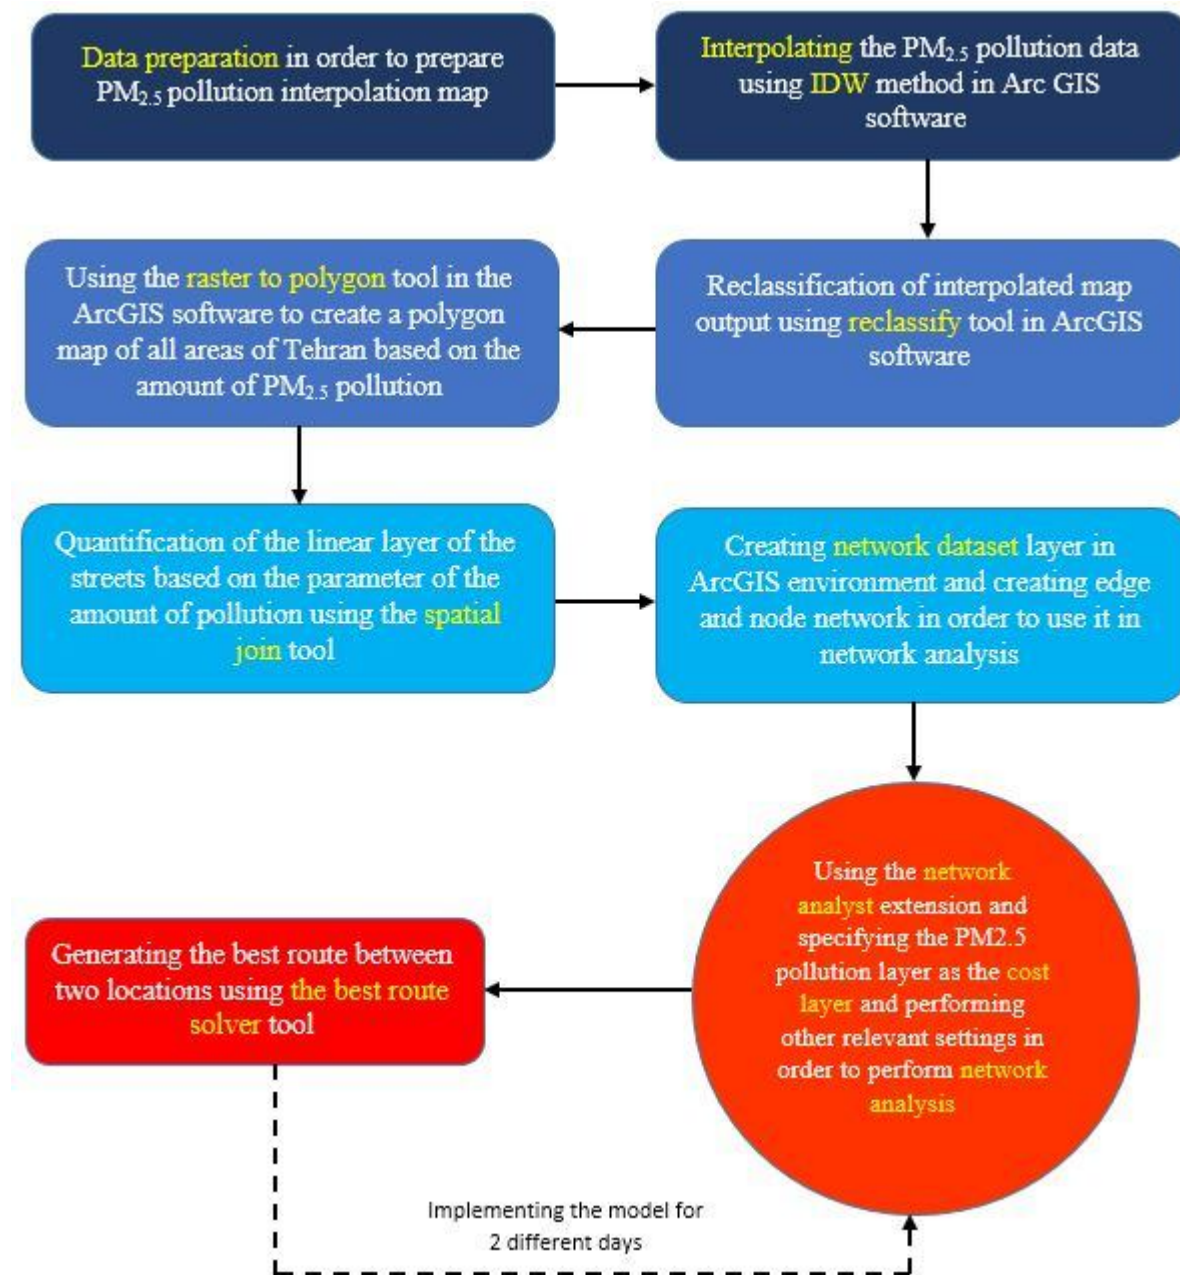 Data preparation in order to prepare
PM2.5 pollution interpolation map
Interpolating the PM2.5 pollution data
using IDW method in Arc GIS
software
Reclassification of interpolated map
output using reclassify tool in ArcGIS
software
Using the raster to polygon tool in the
ArcGIS software to create a polygon
map of all areas of Tehran based on the
amount of PM2.5 pollution
Quantification of the linear layer of the
streets based on the parameter of the
amount of pollution using the spatial
join tool
Creating network dataset layer in
ArcGIS environment and creating edge
and node network in order to use it in
network analysis
Using the network
analyst extension and
specifying the PM2.5
pollution layer as the cost
layer and performing
other relevant settings in
order to perform network
analysis
Generating the best route between
two locations using the best route
solver tool
Implementing the model for
2 different days